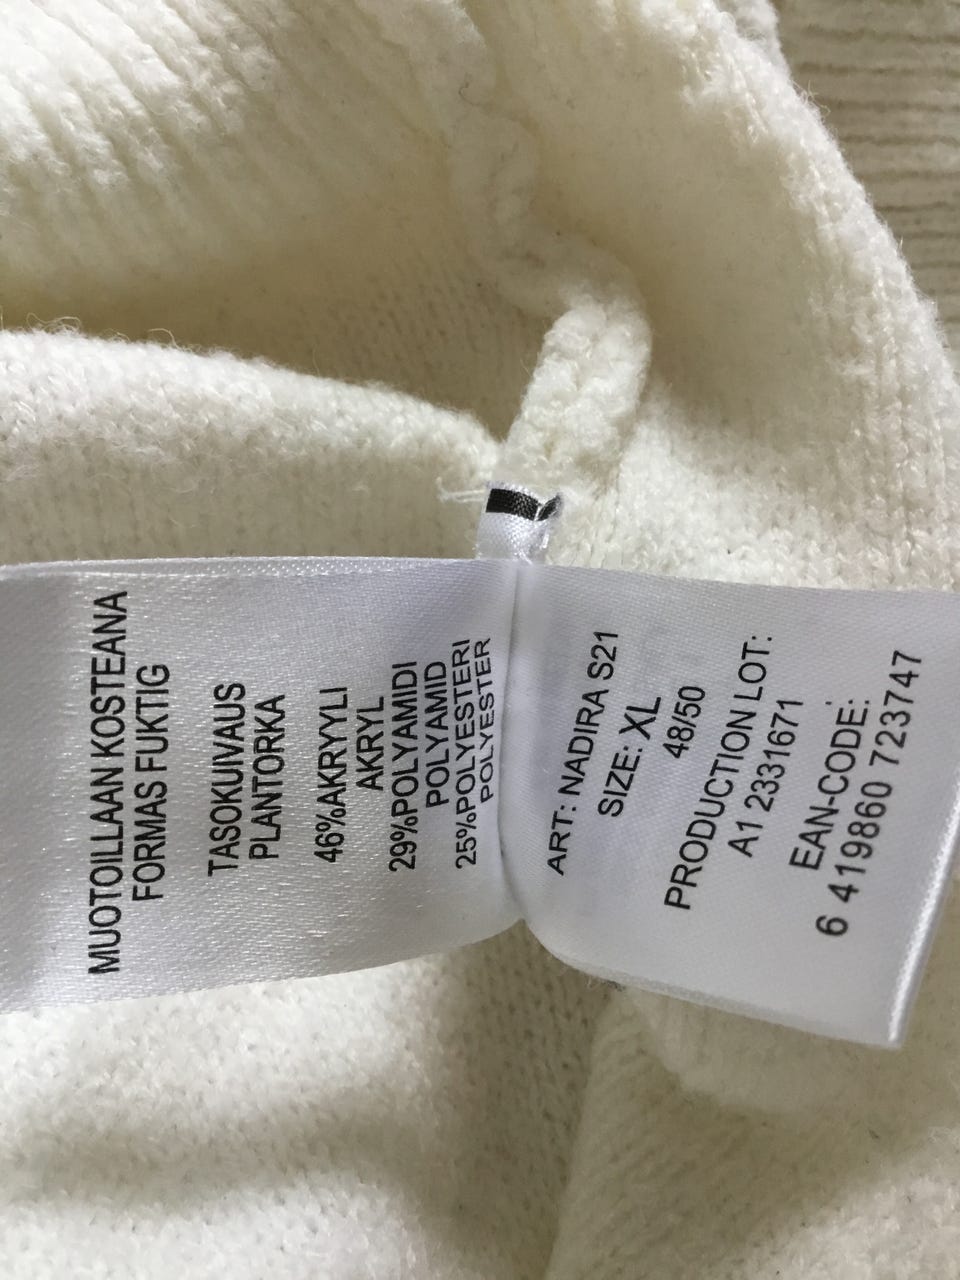 MUOTOILLAAN KOSTEANA
FORMAS FUKTIG
TASOKUIVAUS
PLANTORKA
46%AKRYYLI
AKRYL
29%POLYAMIDI
POLYAMID
25%POLYESTERI
POLYESTER
ART: NADIRA S21
SIZE: XL
48/50
PRODUCTION LOT:
A1 2331671
EAN-CODE:
6 419860 723747